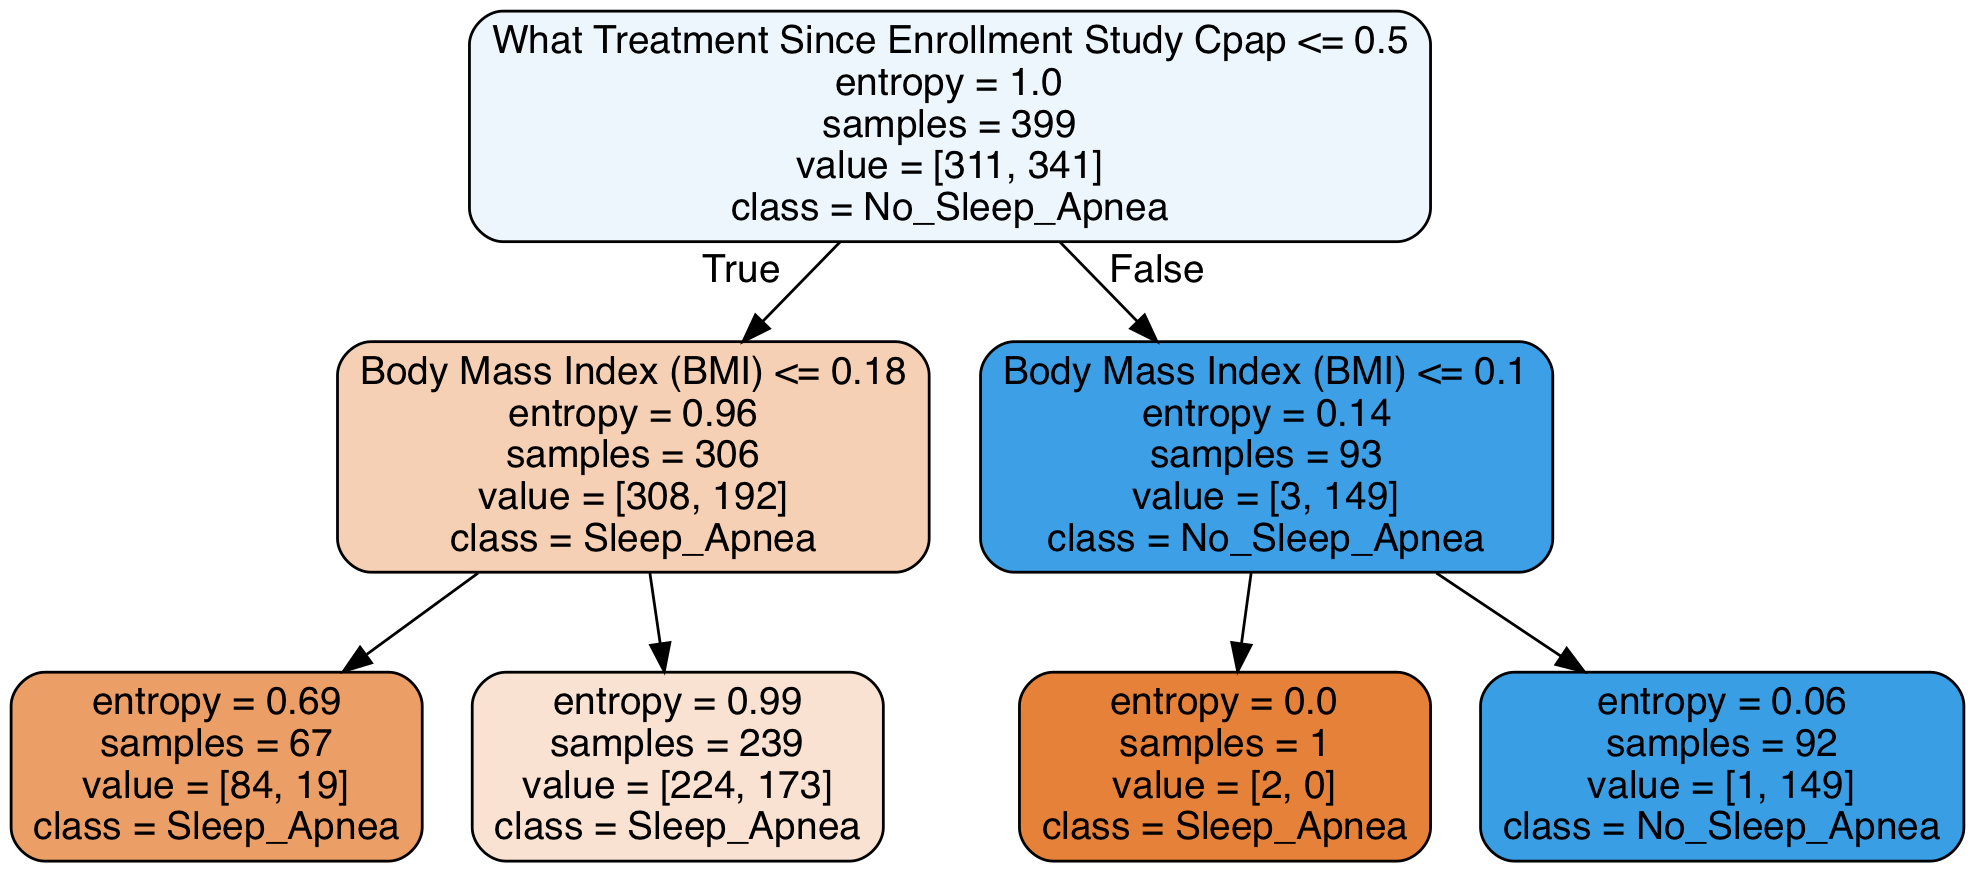 What Treatment Since Enrollment Study Cpap <= 0.5
entropy = 1.0
samples = 399
value = [311, 341]
class = No_Sleep_Apnea
True
False
Body Mass Index (BMI) <= 0.18
entropy = 0.96
samples = 306
value = [308, 192]
class = Sleep_Apnea
Body Mass Index (BMI) <= 0.1
entropy = 0.14
samples = 93
value = [3, 149]
class = No_Sleep_Apnea
entropy = 0.69
samples = 67
value = [84, 19]
class = Sleep_Apnea
entropy = 0.99
samples = 239
value = [224, 173]
class = Sleep_Apnea
entropy = 0.0
samples = 1
value = [2, 0]
class = Sleep_Apnea
entropy = 0.06
samples = 92
value = [1, 149]
class = No_Sleep_Apnea